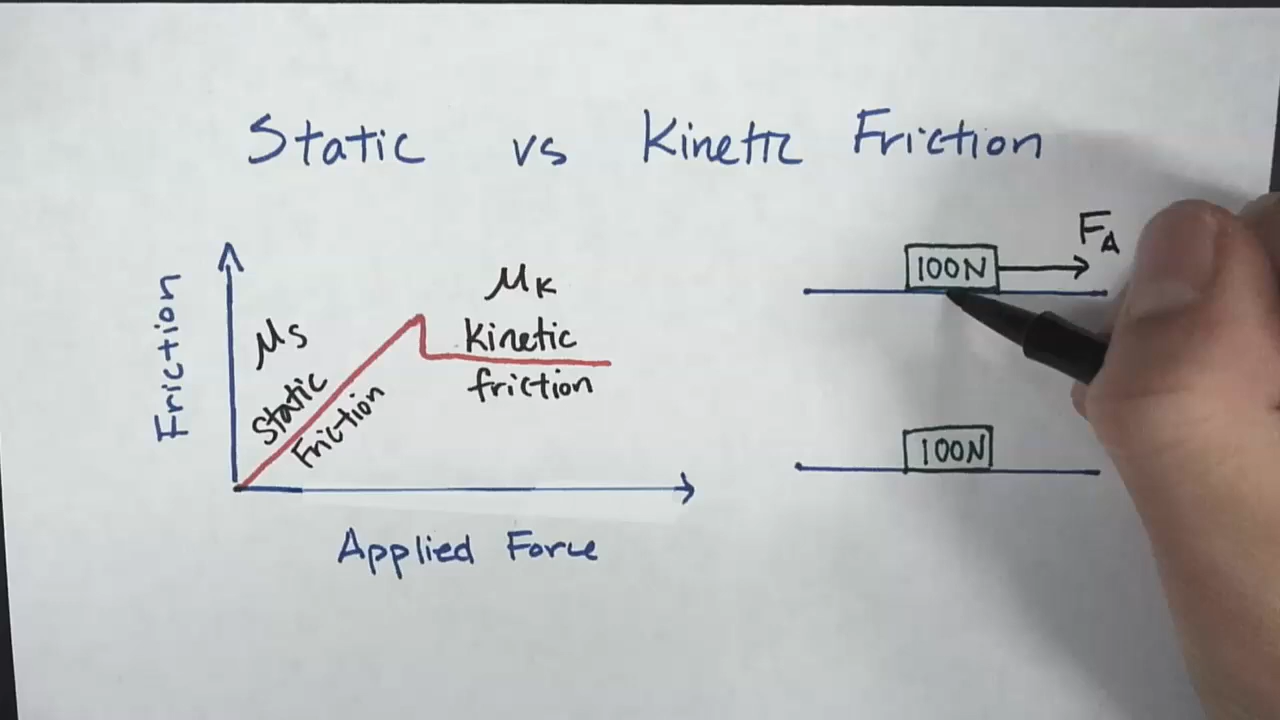 Static vs Kinetic Friction
Friction
μs
Static
Friction
μK
Kinetic
friction
Applied Force
FA
100N
100N